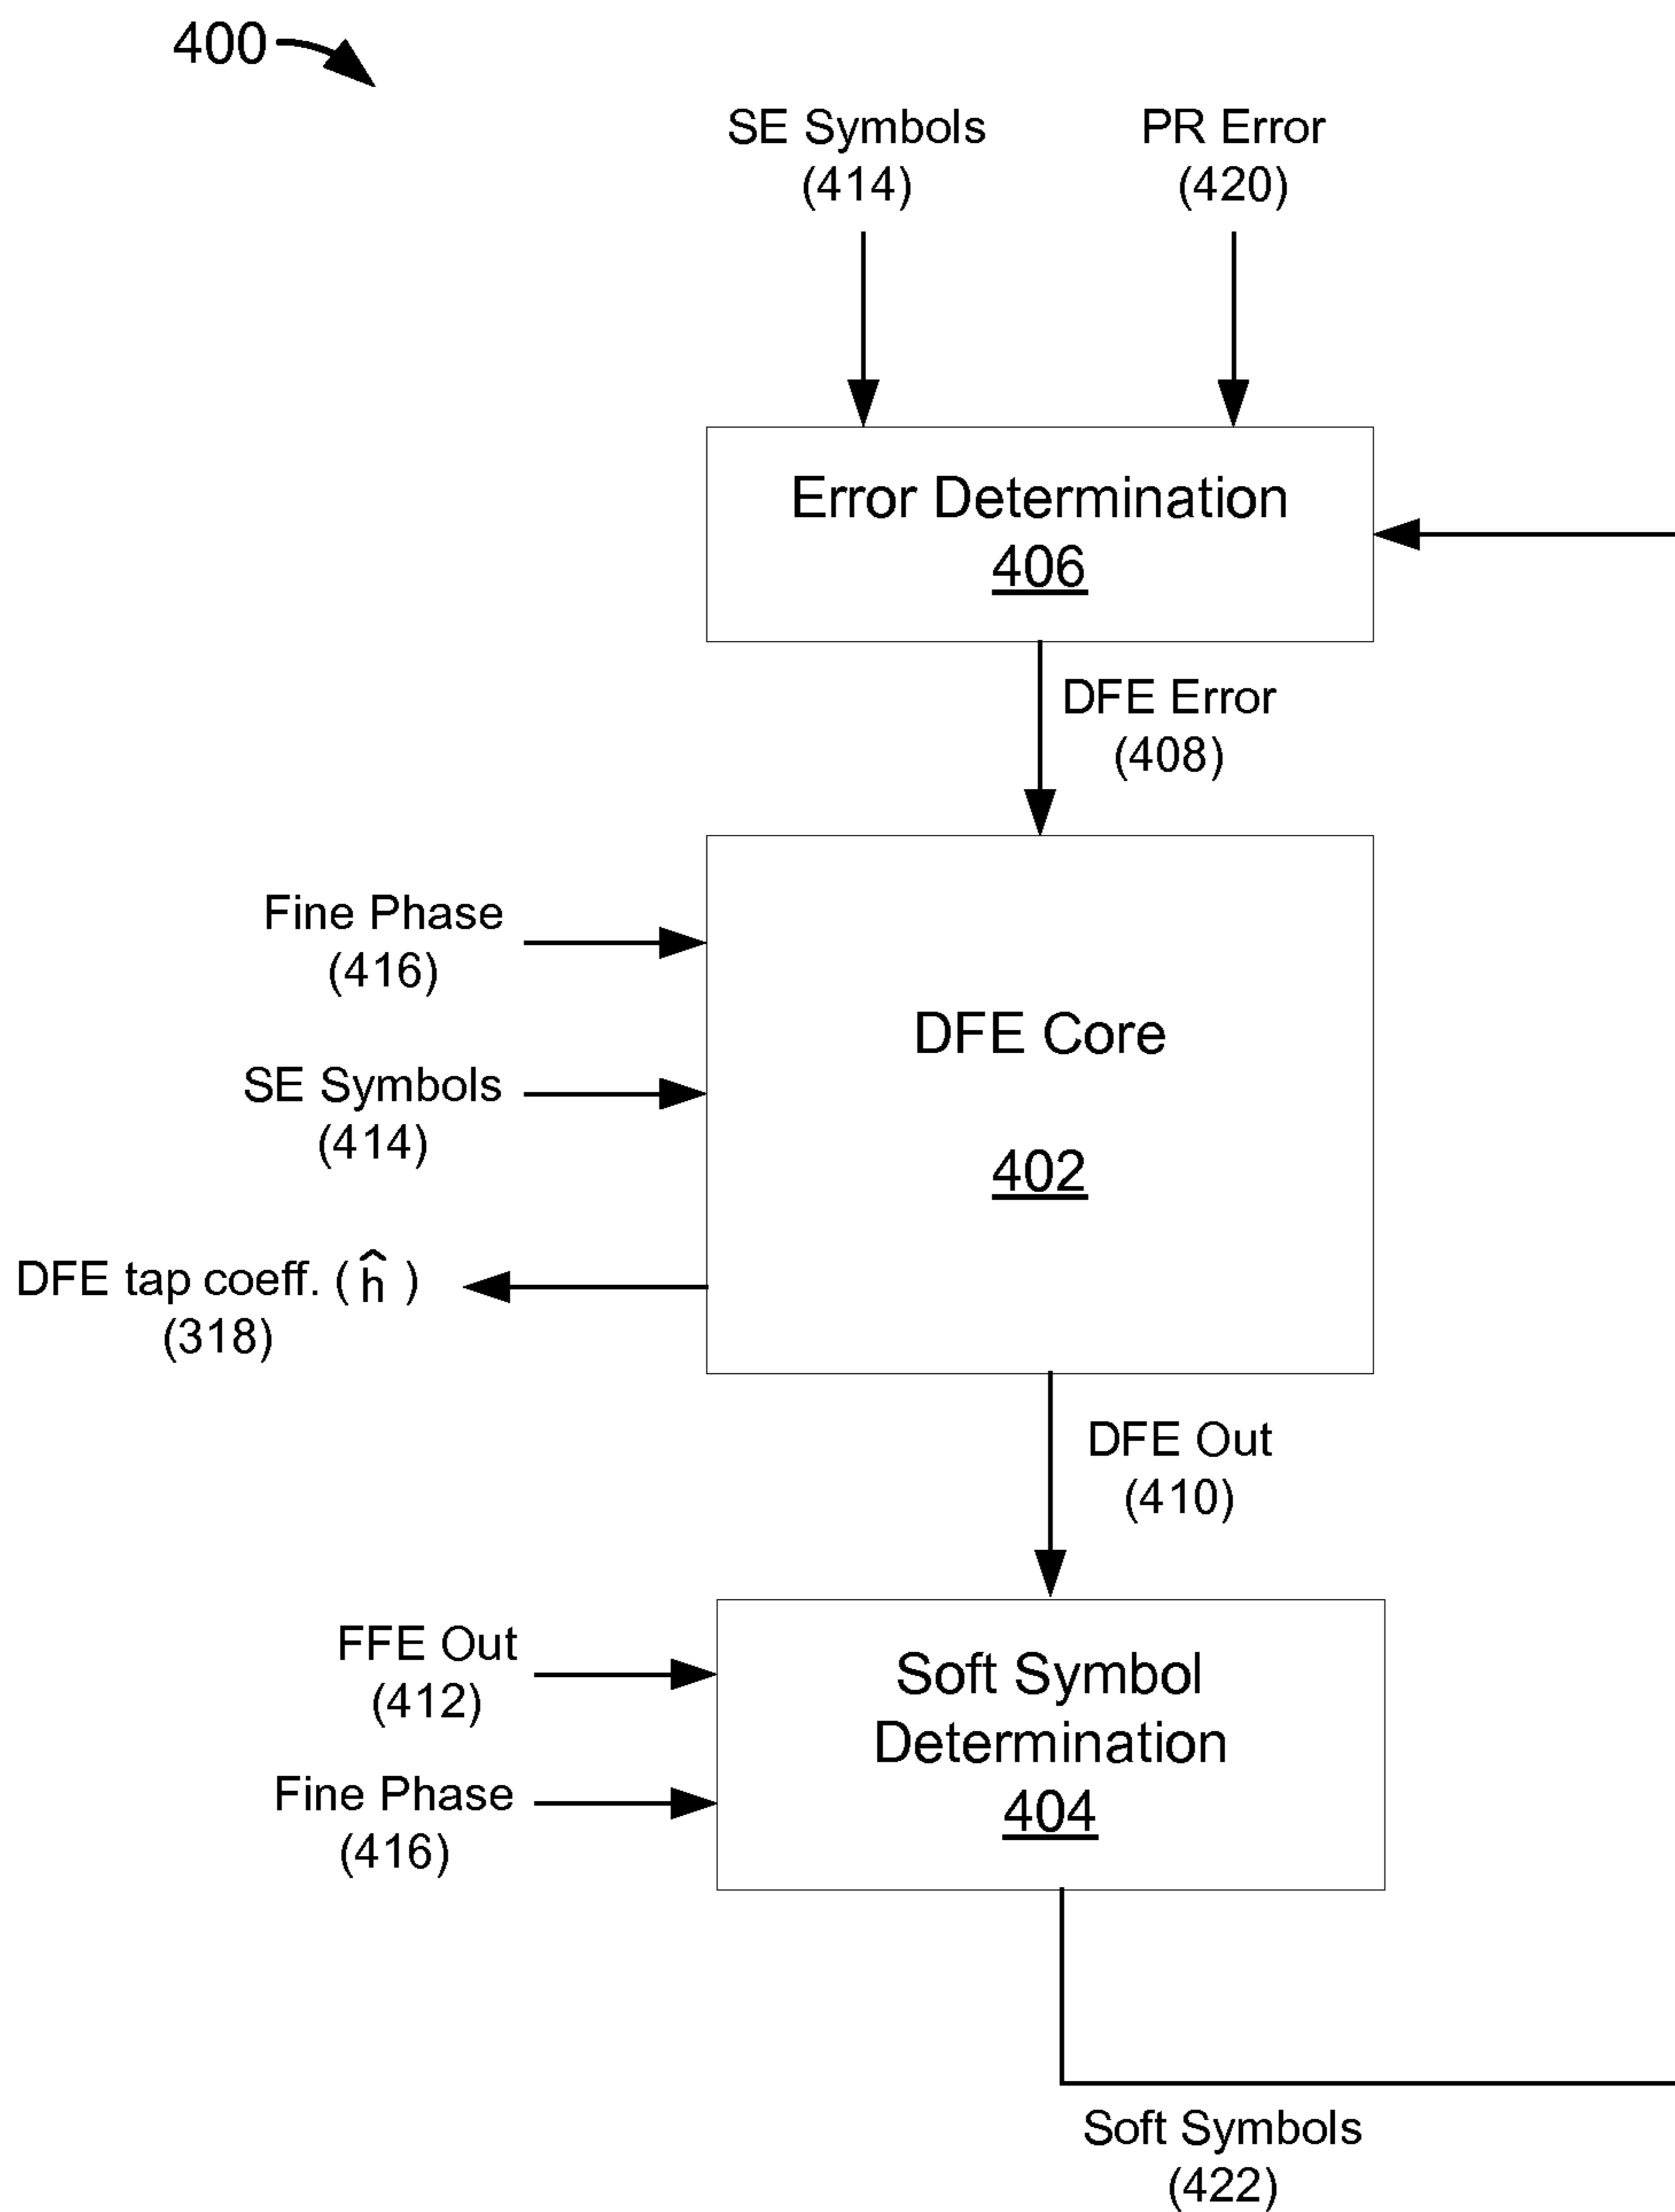 400
SE Symbols
(414)
PR Error
(420)
Error Determination
406
DFE Error
(408)
Fine Phase
(416)
SE Symbols
(414)
DFE Core
402
DFE tap coeff. (ĥ)
(318)
DFE Out
(410)
FFE Out
(412)
Fine Phase
(416)
Soft Symbol
Determination
404
Soft Symbols
(422)